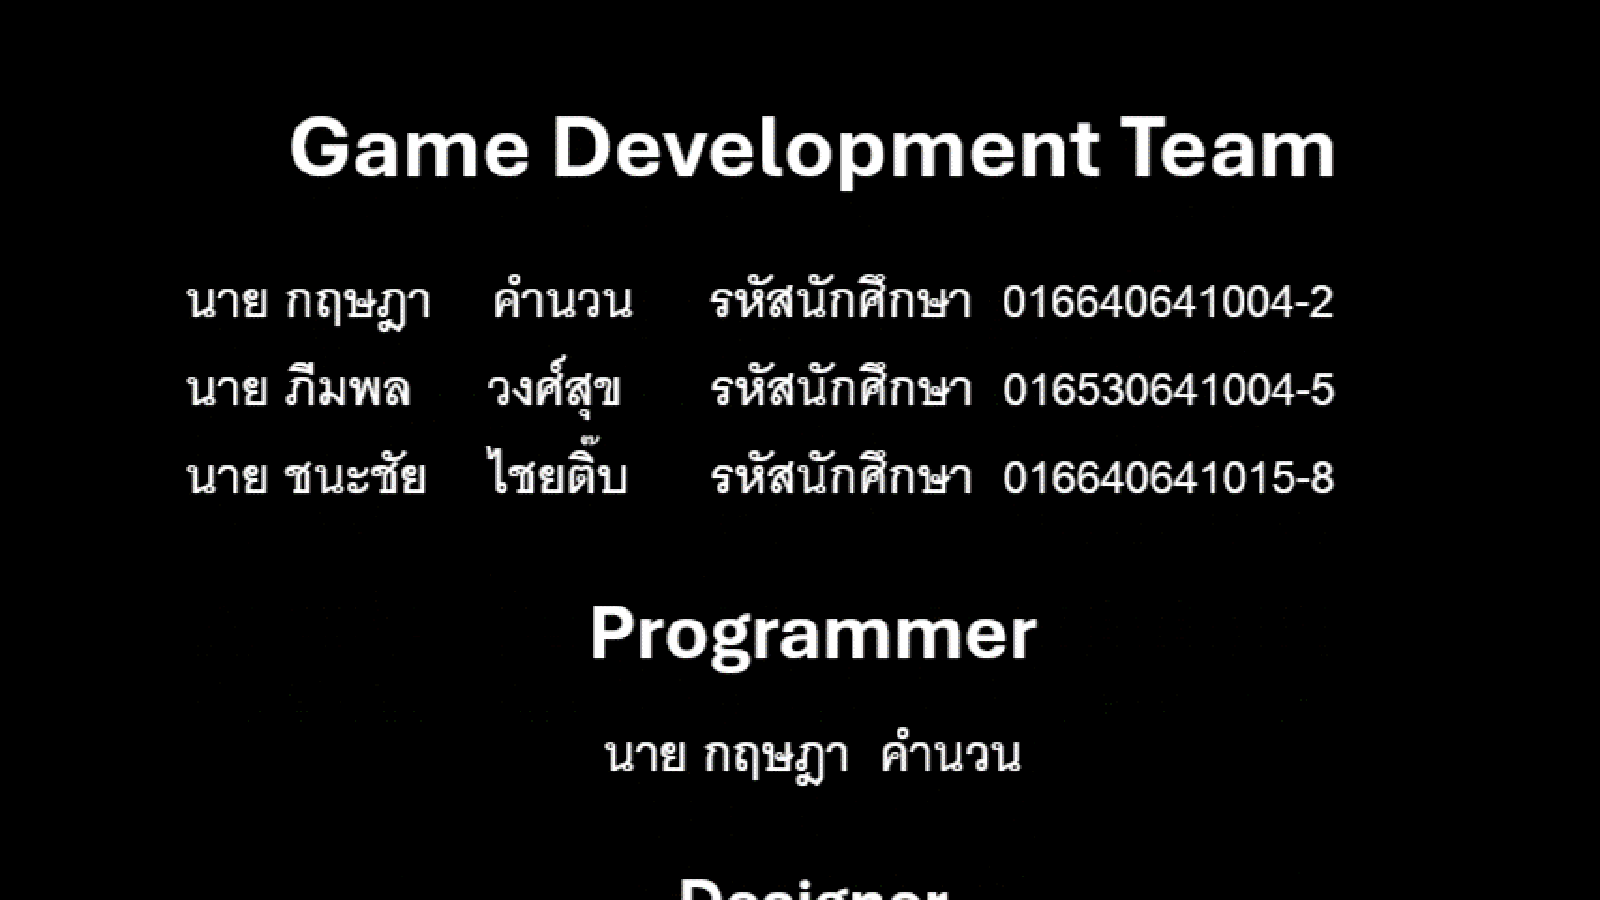 Game Development Team
นาย กฤษฎา คำนวน รหัสนักศึกษา 016640641004-2
นาย ภีมพล วงศ์สุข รหัสนักศึกษา 016530641004-5
นาย ชนะชัย ไชยติ๊บ รหัสนักศึกษา 016640641015-8
Programmer
นาย กฤษฎา คำนวน
Designer